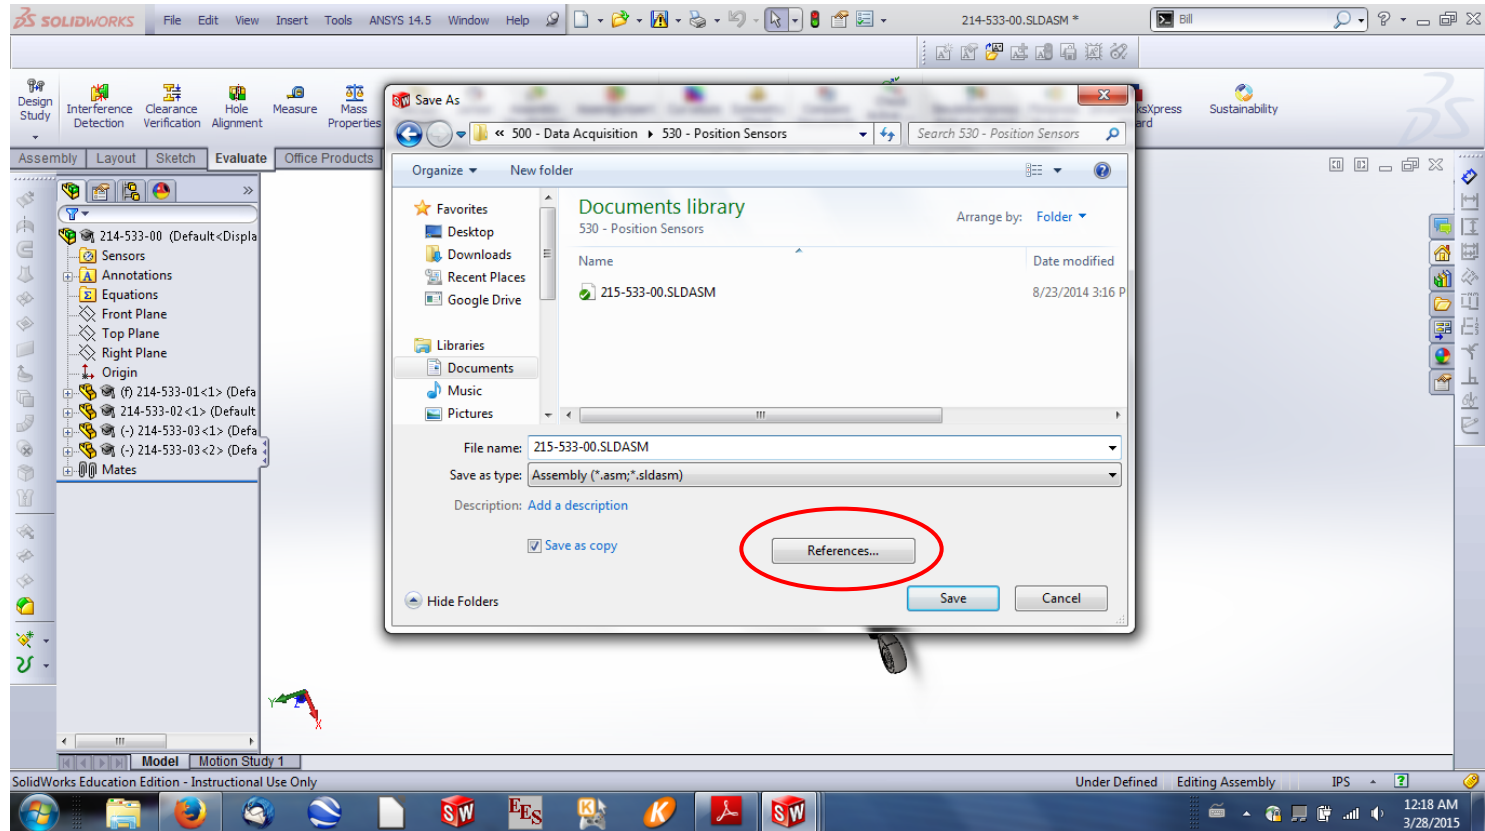 SOLIDWORKS File Edit View Insert Tools ANSYS 14.5 Window Help 214-533-00.SLDASM * Bill
Design Study
Interference Detection
Clearance Verification
Hole Alignment
Measure
Mass Properties
Sustainability
Assembly Layout Sketch Evaluate Office Products
214-533-00 (Default<Displa
Sensors
Annotations
Equations
Front Plane
Top Plane
Right Plane
Origin
(f) 214-533-01<1> (Defa
214-533-02<1> (Default
(-) 214-533-03<1> (Defa
(-) 214-533-03<2> (Defa
Mates
Save As
« 500 - Data Acquisition 530 - Position Sensors
Search 530 - Position Sensors
Organize New folder
Favorites
Desktop
Downloads
Recent Places
Google Drive
Libraries
Documents
Music
Pictures
Documents library
530 - Position Sensors
Arrange by: Folder
Name Date modified
215-533-00.SLDASM 8/23/2014 3:16 P
File name: 215-533-00.SLDASM
Save as type: Assembly (*.asm;*.sldasm)
Description: Add a description
Save as copy
References...
Hide Folders
Save Cancel
Y Z X
Model Motion Study 1
SolidWorks Education Edition - Instructional Use Only
Under Defined Editing Assembly IPS
SW EES K SW
12:18 AM
3/28/2015